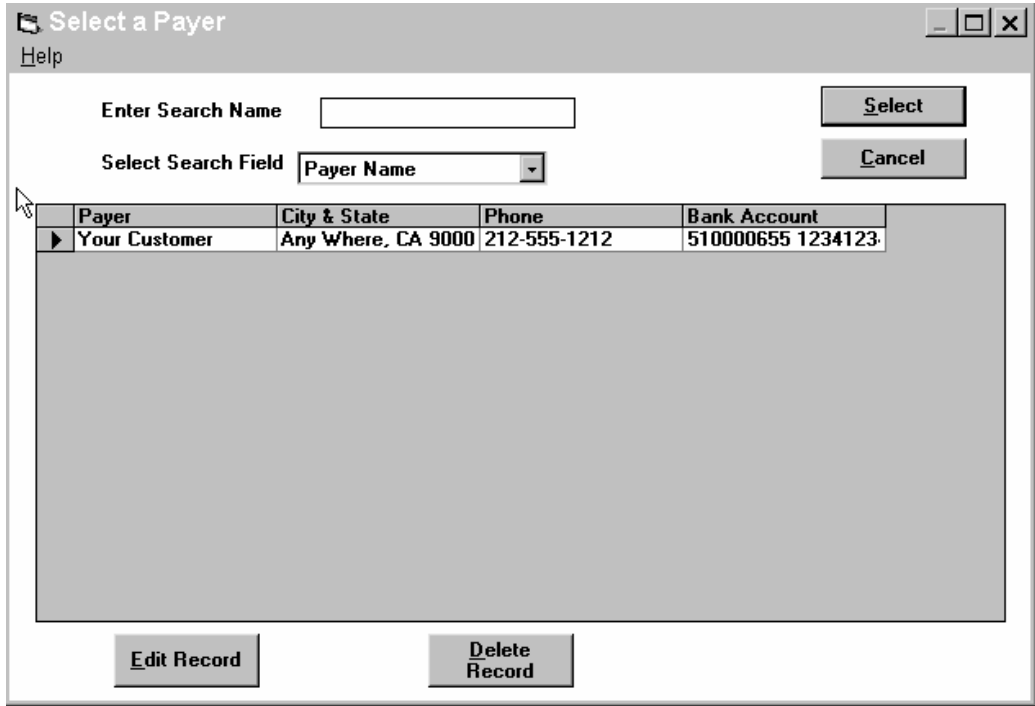 Select a Payer
Help
Enter Search Name
Select
Select Search Field Payer Name
Cancel
Payer City & State Phone Bank Account
Your Customer Any Where, CA 9000 212-555-1212 510000655 1234123
Edit Record
Delete
Record